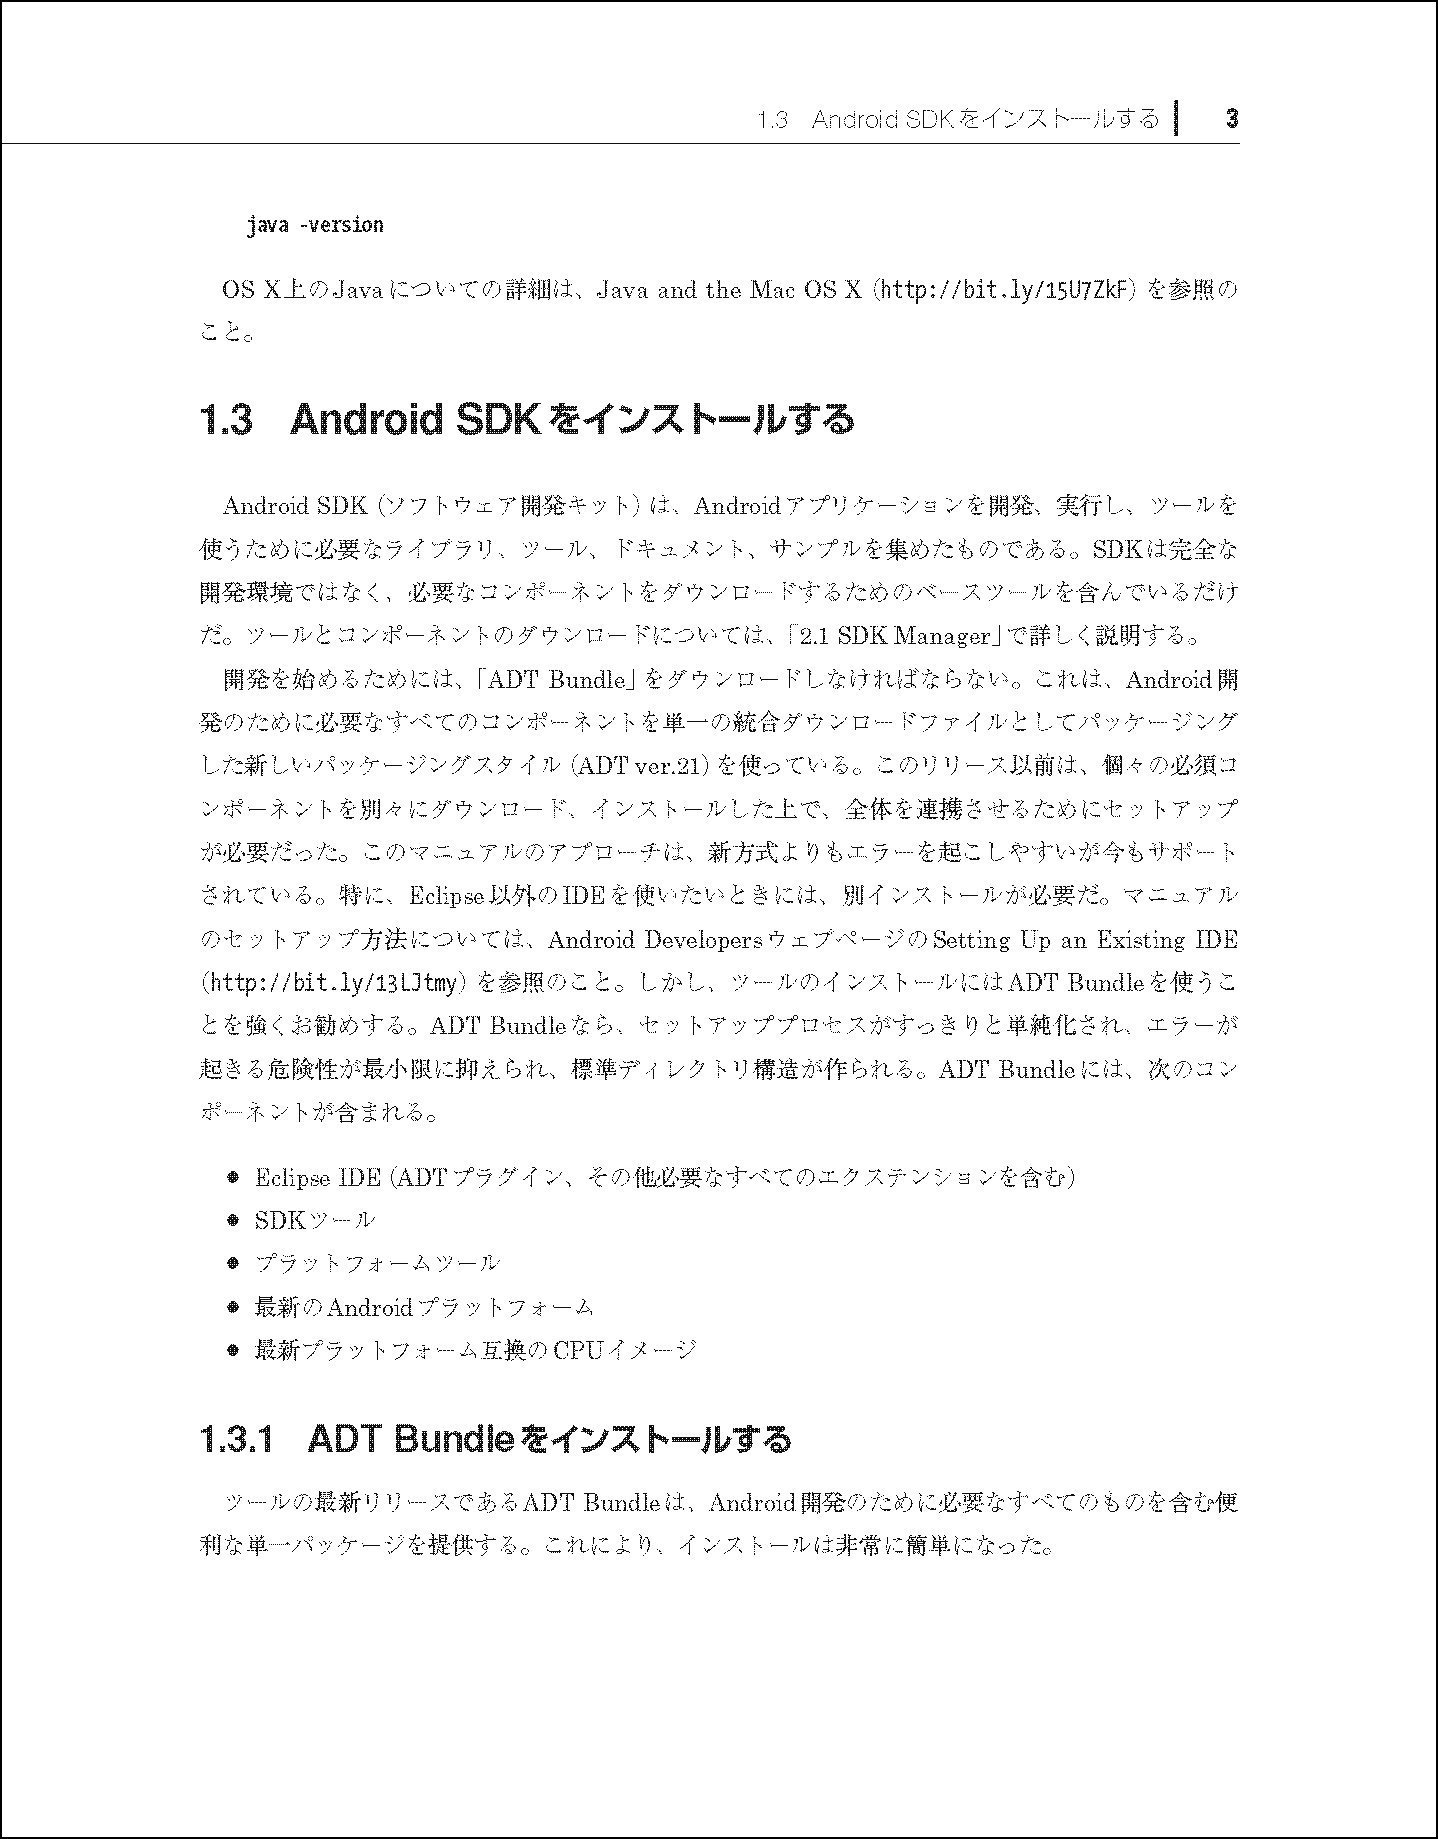 1.3 Android SDKをインストールする 3
java -version
OS X上のJavaについての詳細は、Java and the Mac OS X（http://bit.ly/15U7ZkF）を参照の
こと。
1.3 Android SDKをインストールする
Android SDK（ソフトウェア開発キット）は、Androidアプリケーションを開発、実行し、ツールを
使うために必要なライブラリ、ツール、ドキュメント、サンプルを集めたものである。SDKは完全な
開発環境ではなく、必要なコンポーネントをダウンロードするためのベースツールを含んでいるだけ
だ。ツールとコンポーネントのダウンロードについては、「2.1 SDK Manager」で詳しく説明する。
開発を始めるためには、「ADT Bundle」をダウンロードしなければならない。これは、Android開
発のために必要なすべてのコンポーネントを単一の統合ダウンロードファイルとしてパッケージング
した新しいパッケージングスタイル（ADT ver.21）を使っている。このリリース以前は、個々の必須コ
ンポーネントを別々にダウンロード、インストールした上で、全体を連携させるためにセットアップ
が必要だった。このマニュアルのアプローチは、新方式よりもエラーを起こしやすいが今もサポート
されている。特に、Eclipse以外のIDEを使いたいときには、別インストールが必要だ。マニュアル
のセットアップ方法については、Android DevelopersウェブページのSetting Up an Existing IDE
（http://bit.ly/13LJtmy）を参照のこと。しかし、ツールのインストールにはADT Bundleを使うこ
とを強くお勧めする。ADT Bundleなら、セットアッププロセスがすっきりと単純化され、エラーが
起きる危険性が最小限に抑えられ、標準ディレクトリ構造が作られる。ADT Bundleには、次のコン
ポーネントが含まれる。
● Eclipse IDE（ADTプラグイン、その他必要なすべてのエクステンションを含む）
● SDKツール
● プラットフォームツール
● 最新のAndroidプラットフォーム
● 最新プラットフォーム互換のCPUイメージ
1.3.1 ADT Bundleをインストールする
ツールの最新リリースであるADT Bundleは、Android開発のために必要なすべてのものを含む便
利な単一パッケージを提供する。これにより、インストールは非常に簡単になった。